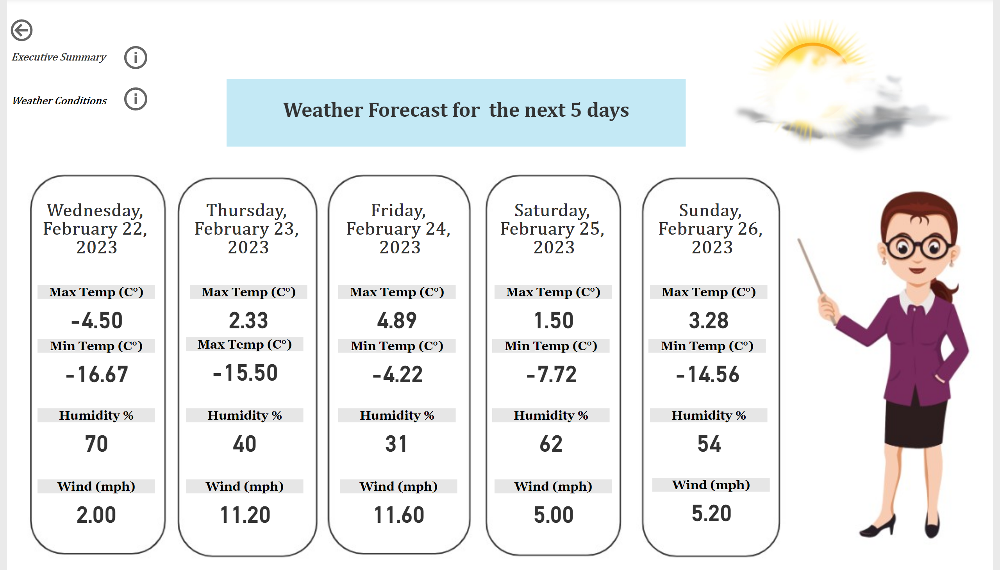 Executive Summary
Weather Conditions
Weather Forecast for the next 5 days
Wednesday,
February 22,
2023
Max Temp (C°)
-4.50
Min Temp (C°)
-16.67
Humidity %
70
Wind (mph)
2.00
Thursday,
February 23,
2023
Max Temp (C°)
2.33
Max Temp (C°)
-15.50
Humidity %
40
Wind (mph)
11.20
Friday,
February 24,
2023
Max Temp (C°)
4.89
Min Temp (C°)
-4.22
Humidity %
31
Wind (mph)
11.60
Saturday,
February 25,
2023
Max Temp (C°)
1.50
Min Temp (C°)
-7.72
Humidity %
62
Wind (mph)
5.00
Sunday,
February 26,
2023
Max Temp (C°)
3.28
Min Temp (C°)
-14.56
Humidity %
54
Wind (mph)
5.20